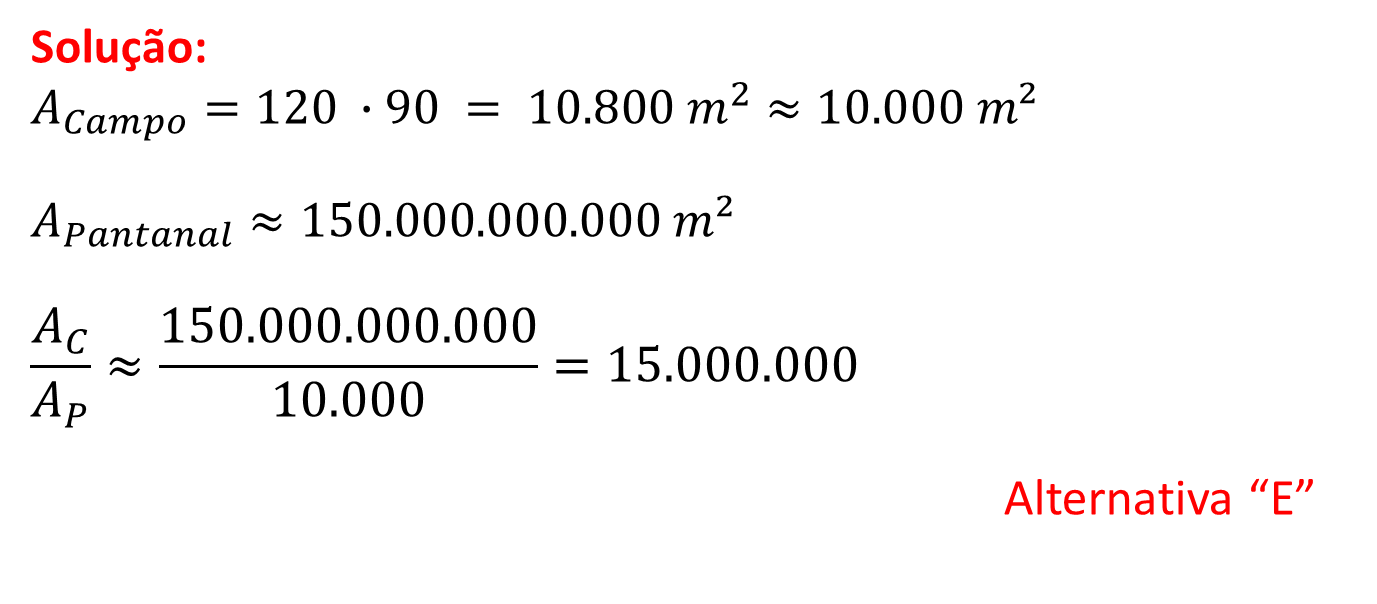 Solução:
A_Campo = 120 · 90 = 10.800 m² ≈ 10.000 m²
A_Pantanal ≈ 150.000.000.000 m²
A_C / A_P ≈ 150.000.000.000 / 10.000 = 15.000.000
Alternativa “E”